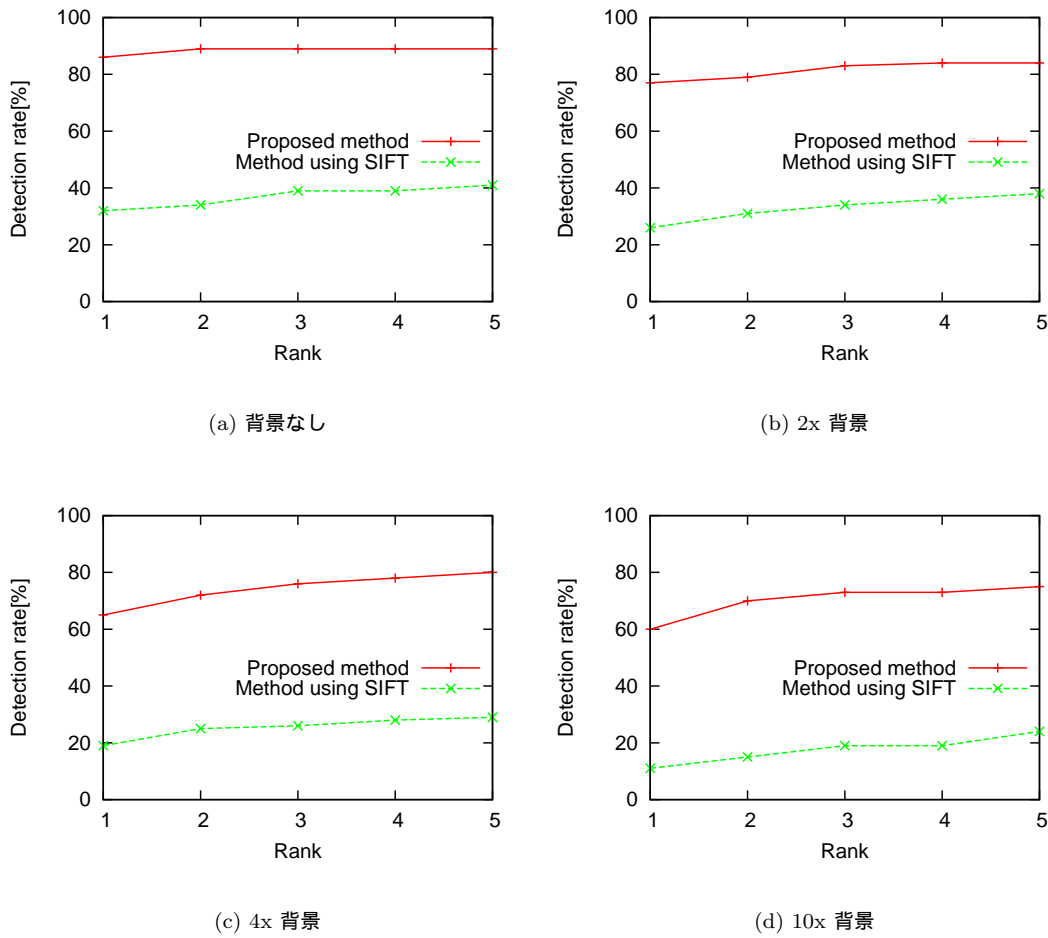 100
80
60
40
20
0
Detection rate[%]
Proposed method
Method using SIFT
1 2 3 4 5
Rank
(a) 背景なし
100
80
60
40
20
0
Detection rate[%]
Proposed method
Method using SIFT
1 2 3 4 5
Rank
(b) 2x 背景
100
80
60
40
20
0
Detection rate[%]
Proposed method
Method using SIFT
1 2 3 4 5
Rank
(c) 4x 背景
100
80
60
40
20
0
Detection rate[%]
Proposed method
Method using SIFT
1 2 3 4 5
Rank
(d) 10x 背景